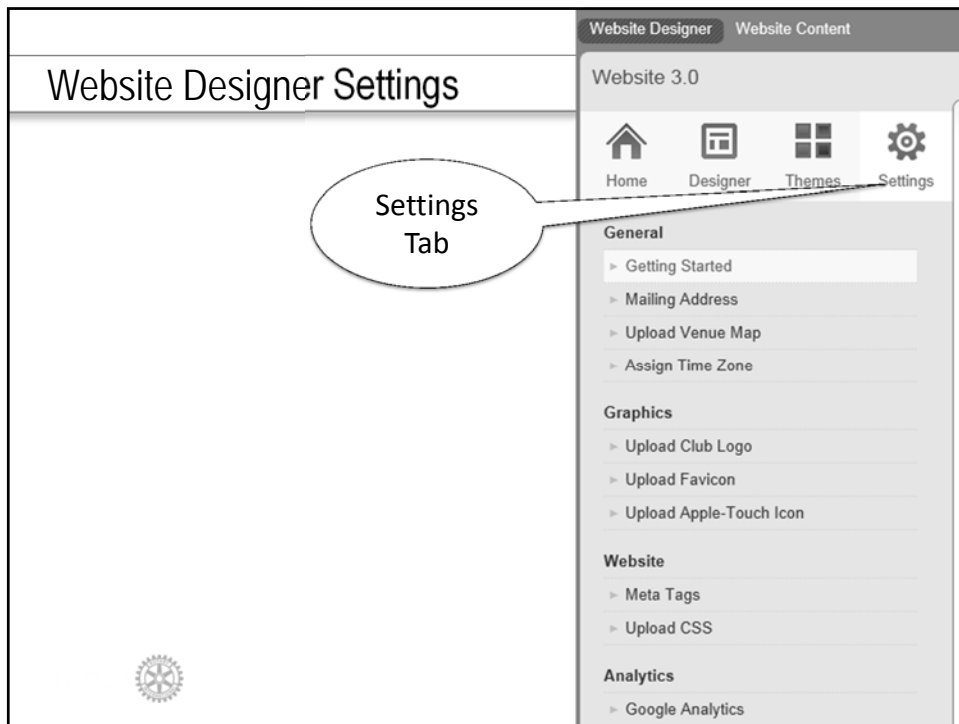 Website Designer Website Content
Website Designer Settings
Website 3.0
Home Designer Themes Settings
Settings
Tab
General
Getting Started
Mailing Address
Upload Venue Map
Assign Time Zone
Graphics
Upload Club Logo
Upload Favicon
Upload Apple-Touch Icon
Website
Meta Tags
Upload CSS
Analytics
Google Analytics